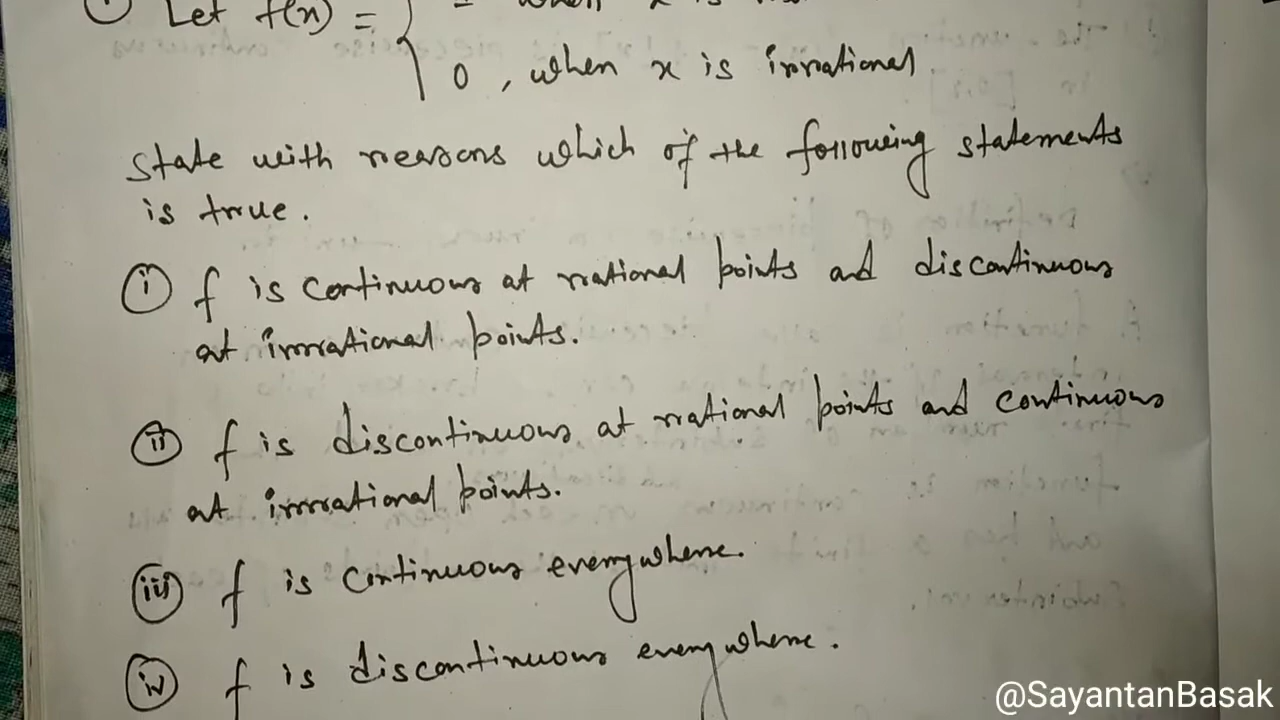 Let f(x) =
when x is
0, when x is irrational
State with reasons which of the following statements
is true.
(i) f is continuous at rational points and discontinuous
at irrational points.
(ii) f is discontinuous at rational points and continuous
at irrational points.
(iii) f is continuous everywhere.
(iv) f is discontinuous everywhere.
@SayantanBasak